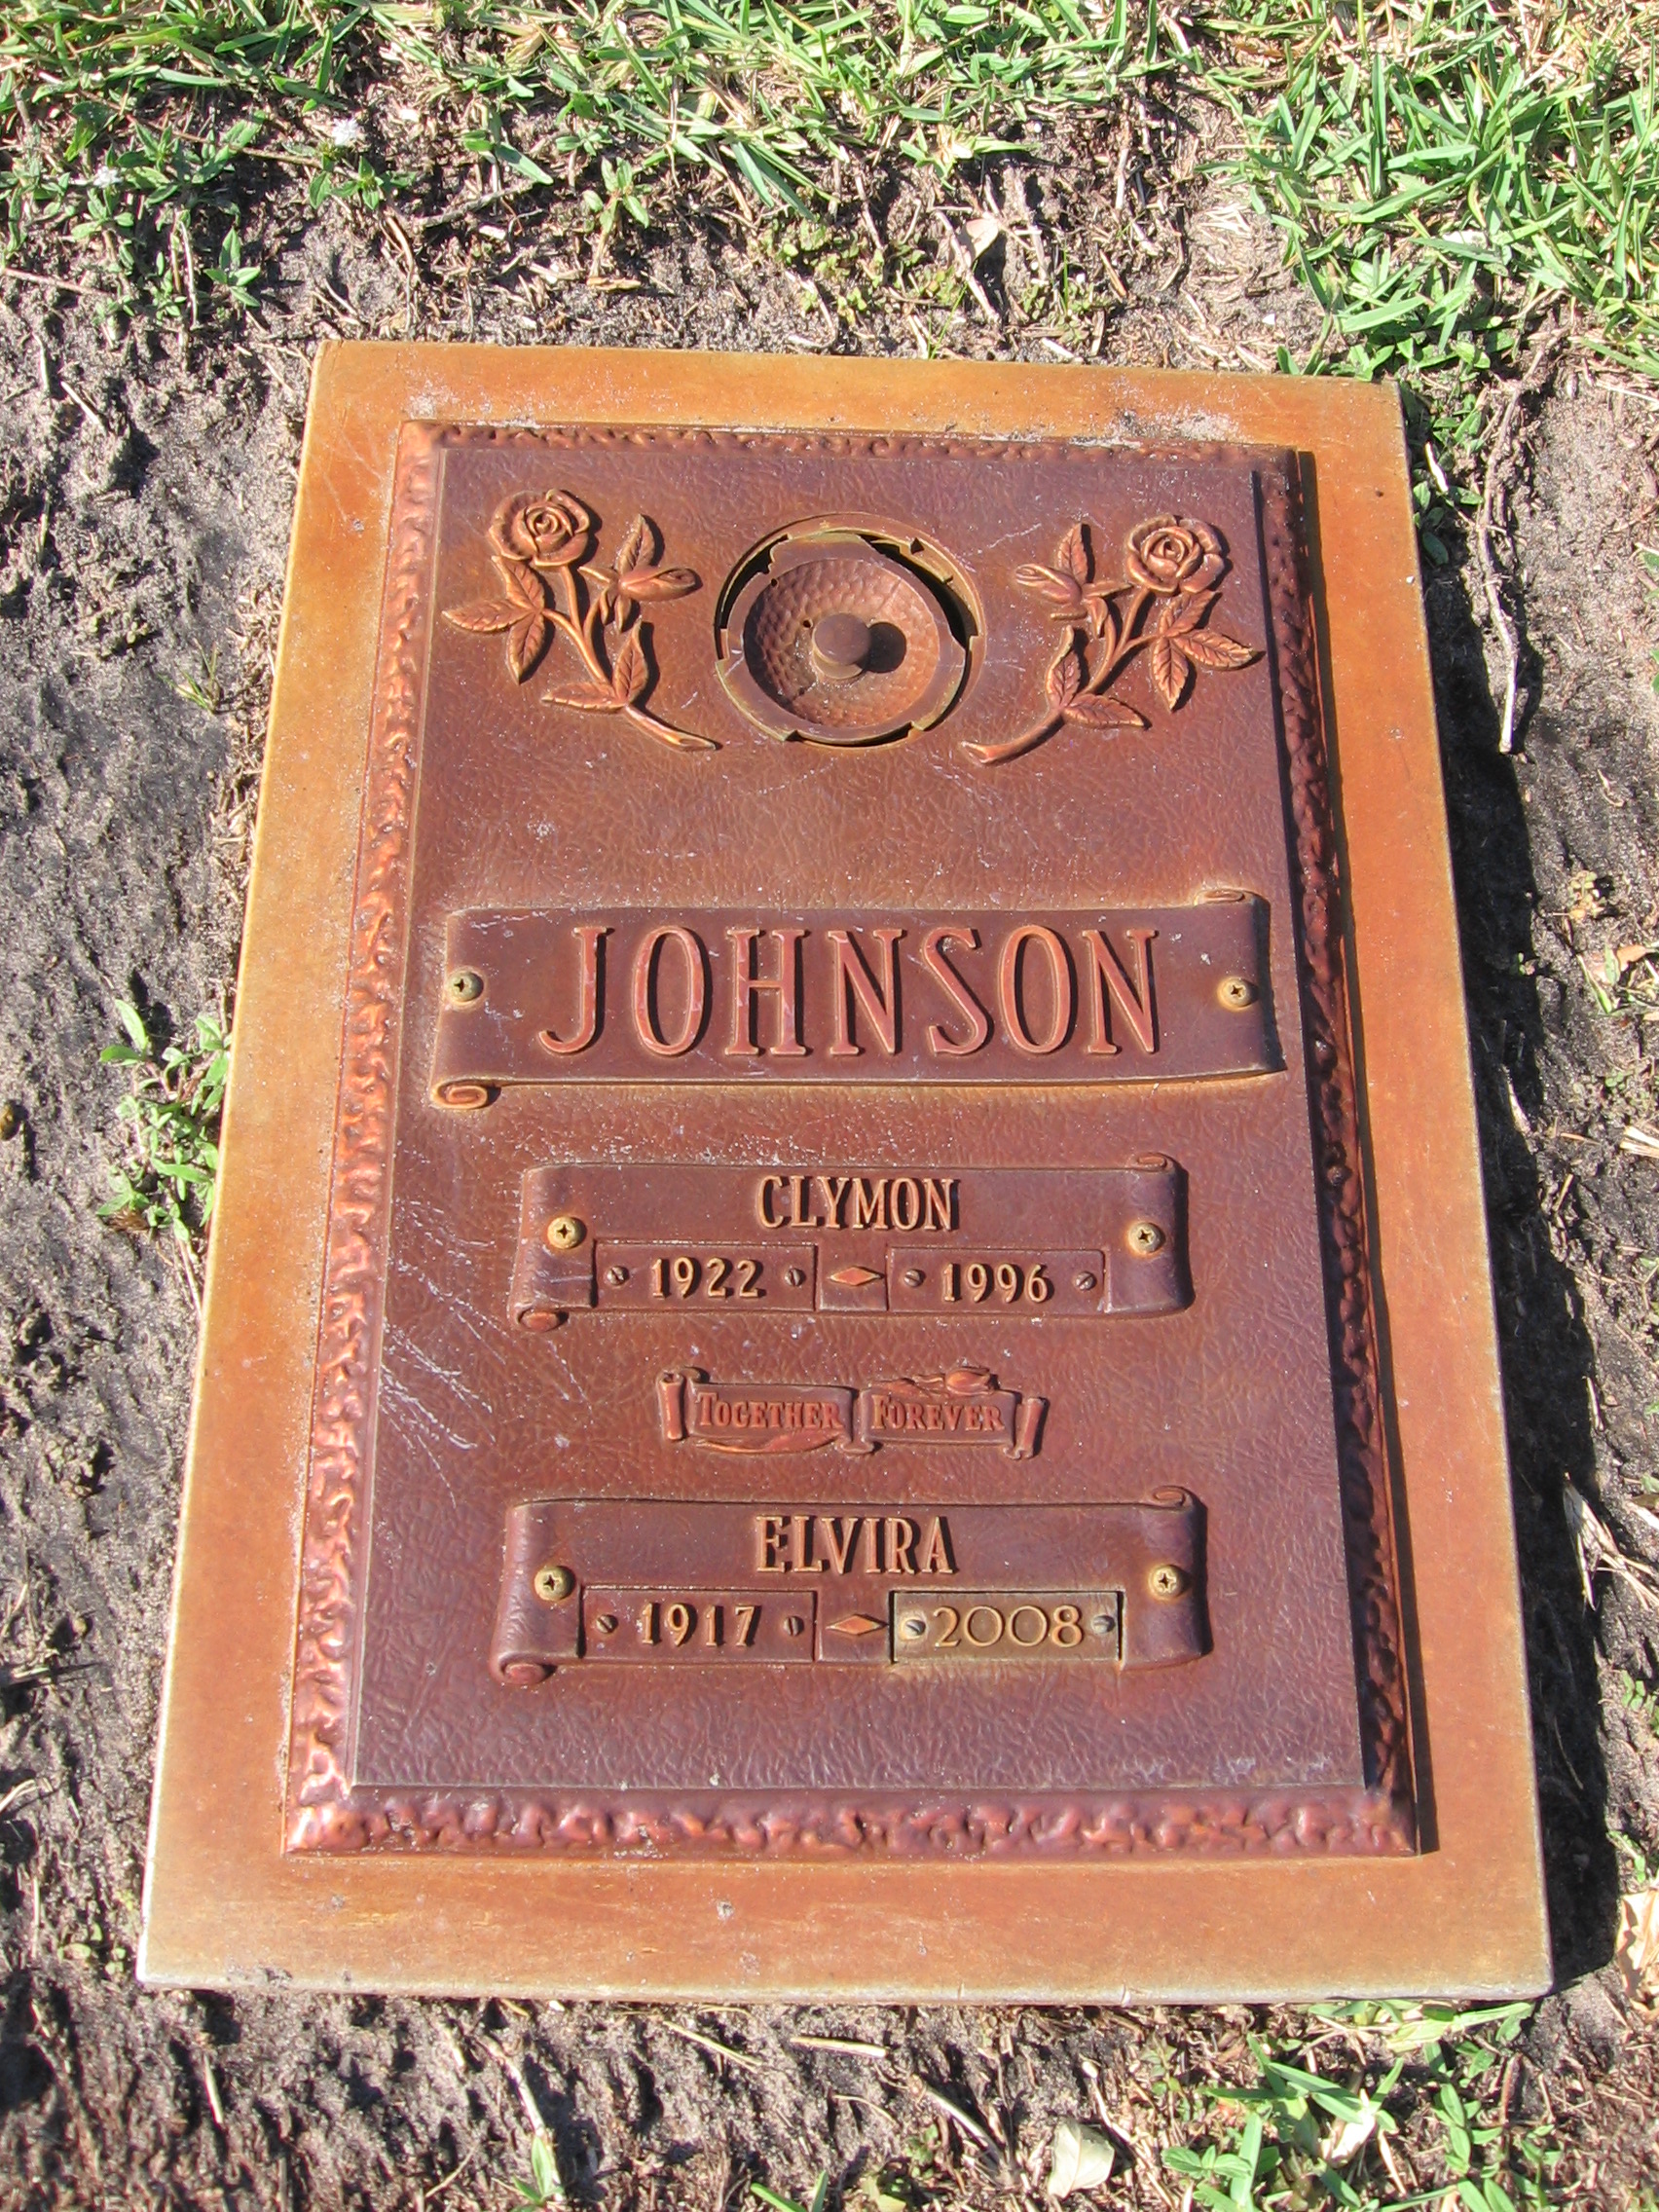 JOHNSON
CLYMON
1922 1996
TOGETHER FOREVER
ELVIRA
1917 2008